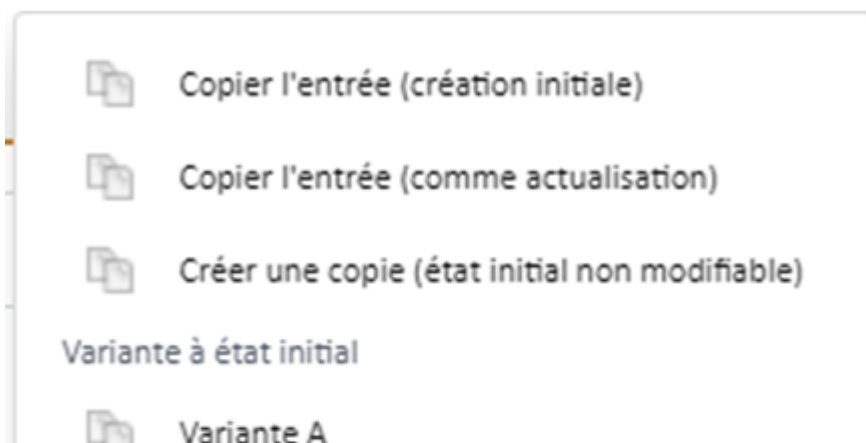 Copier l'entrée (création initiale)
Copier l'entrée (comme actualisation)
Créer une copie (état initial non modifiable)
Variante à état initial
Variante A